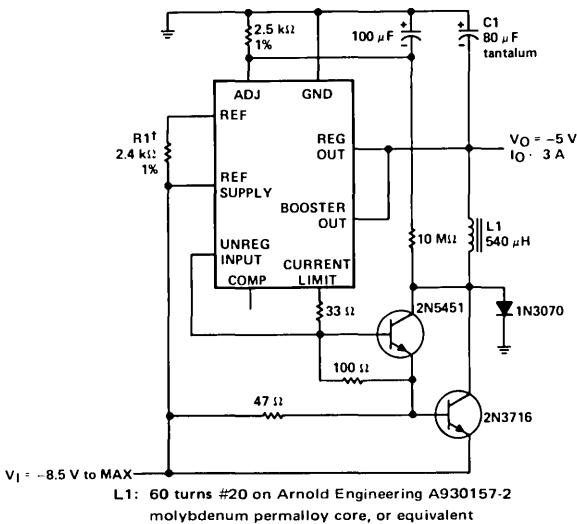 2.5 kΩ
1%
100 μF
C1
80 μF
tantalum
+
−
+
−
ADJ
GND
REF
R1†
2.4 kΩ
1%
REG
OUT
VO = −5 V
IO · 3 A
REF
SUPPLY
BOOSTER
OUT
L1
540 μH
10 MΩ
UNREG
INPUT
CURRENT
LIMIT
COMP
33 Ω
2N5451
1N3070
100 Ω
47 Ω
2N3716
VI = −8.5 V to MAX
L1: 60 turns #20 on Arnold Engineering A930157-2
molybdenum permalloy core, or equivalent